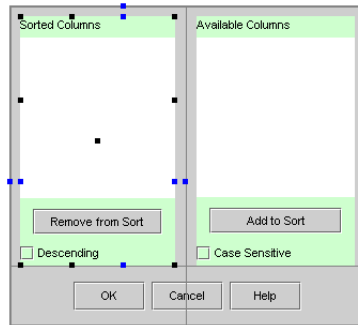 Sorted Columns
Available Columns
Remove from Sort
Add to Sort
Descending
Case Sensitive
OK
Cancel
Help